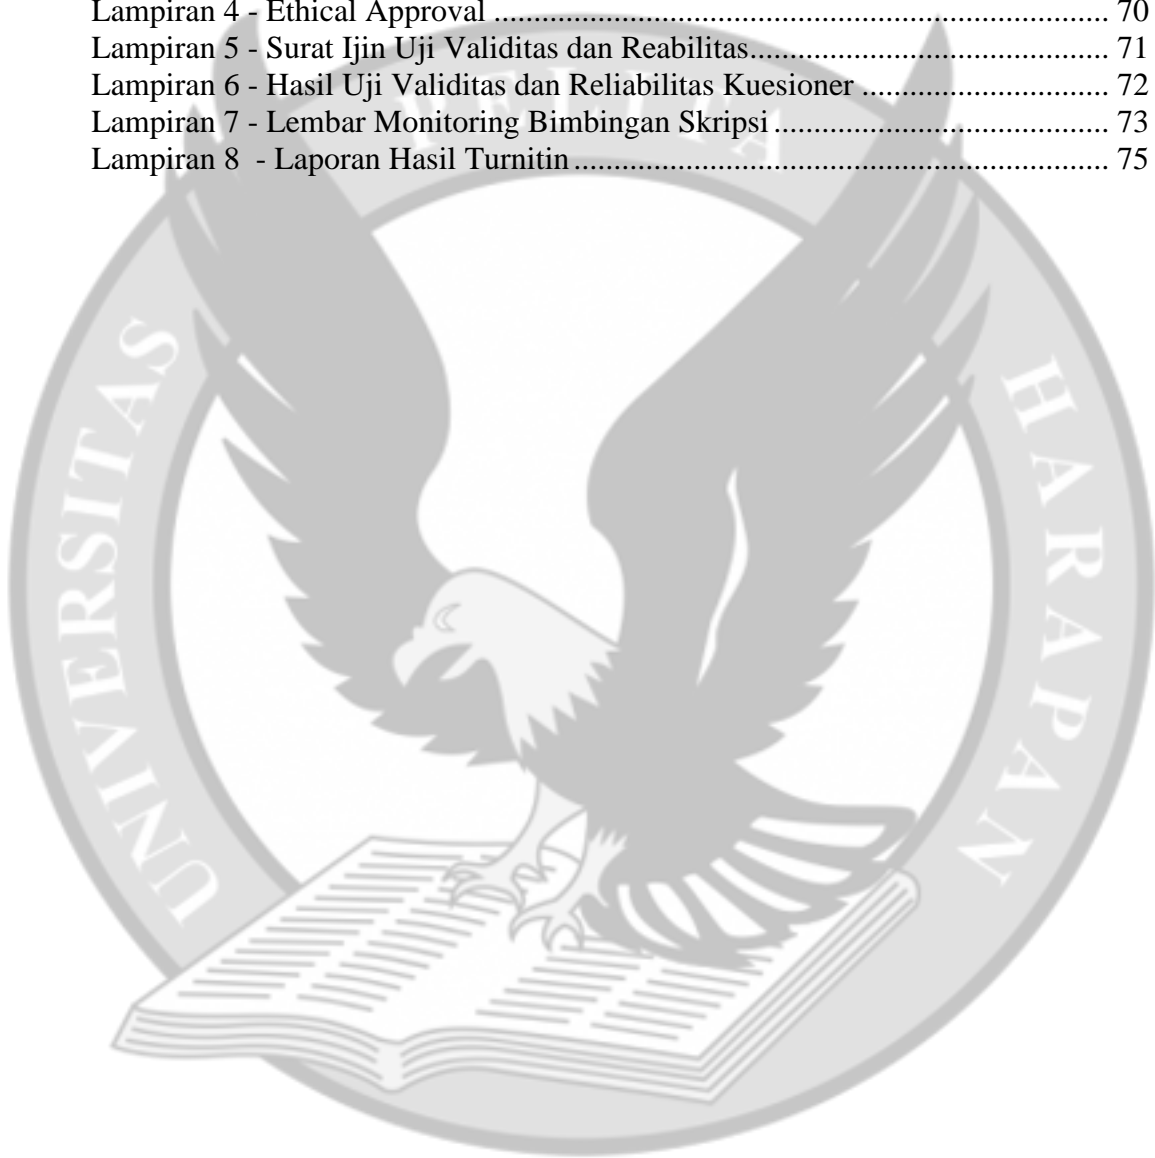 Lampiran 4 - Ethical Approval ............................................................................. 70
Lampiran 5 - Surat Ijin Uji Validitas dan Reabilitas............................................. 71
Lampiran 6 - Hasil Uji Validitas dan Reliabilitas Kuesioner ............................... 72
Lampiran 7 - Lembar Monitoring Bimbingan Skripsi.......................................... 73
Lampiran 8  - Laporan Hasil Turnitin ................................................................... 75
UNIVERSITAS
PELITA
HARAPAN